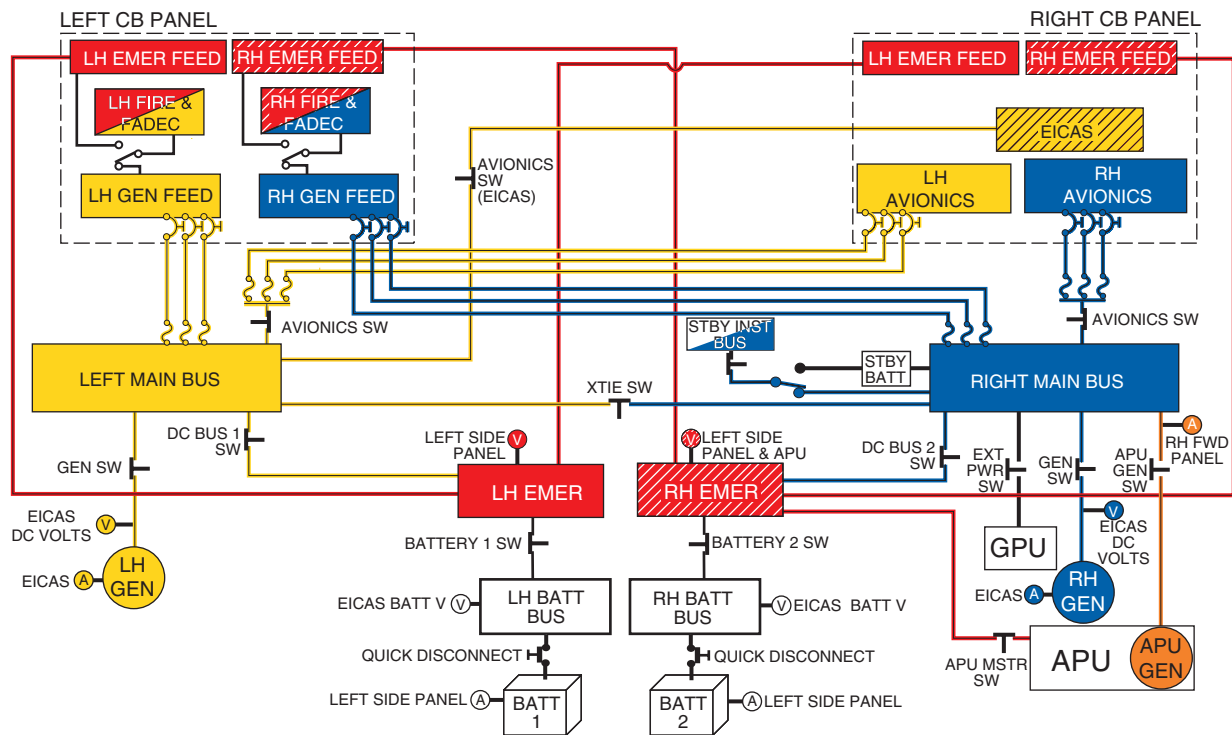 LEFT CB PANEL
RIGHT CB PANEL
LH EMER FEED
RH EMER FEED
LH EMER FEED
RH EMER FEED
LH FIRE &
FADEC
RH FIRE &
FADEC
EICAS
AVIONICS
SW
(EICAS)
LH GEN FEED
RH GEN FEED
LH
AVIONICS
RH
AVIONICS
AVIONICS SW
STBY INST
BUS
AVIONICS SW
STBY
BATT
LEFT MAIN BUS
RIGHT MAIN BUS
XTIE SW
DC BUS 1
SW
LEFT SIDE
PANEL
V
V
LEFT SIDE
PANEL & APU
DC BUS 2
SW
EXT
PWR
SW
GEN
SW
APU
GEN
SW
A
RH FWD
PANEL
GEN SW
LH EMER
RH EMER
EICAS
DC VOLTS
V
V
EICAS
DC
VOLTS
BATTERY 1 SW
BATTERY 2 SW
GPU
LH
GEN
EICAS
A
EICAS
A
RH
GEN
EICAS BATT V
V
LH BATT
BUS
RH BATT
BUS
V
EICAS BATT V
QUICK DISCONNECT
QUICK DISCONNECT
APU MSTR
SW
APU
APU
GEN
LEFT SIDE PANEL
A
BATT
1
BATT
2
A
LEFT SIDE PANEL